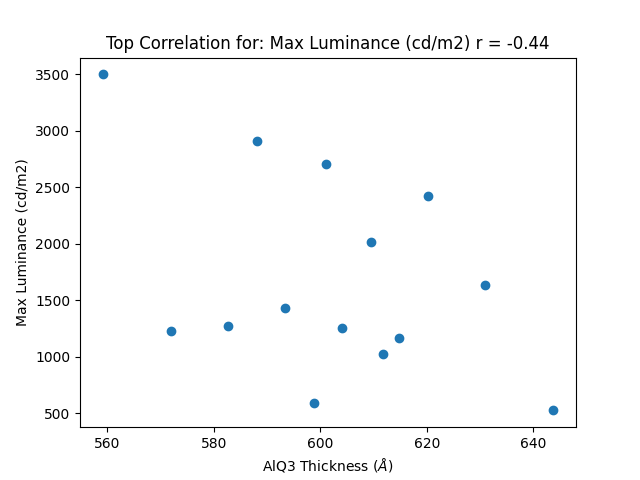 Top Correlation for: Max Luminance (cd/m2) r = -0.44
Max Luminance (cd/m2)
3500
3000
2500
2000
1500
1000
500
560 580 600 620 640
AlQ3 Thickness (Å)